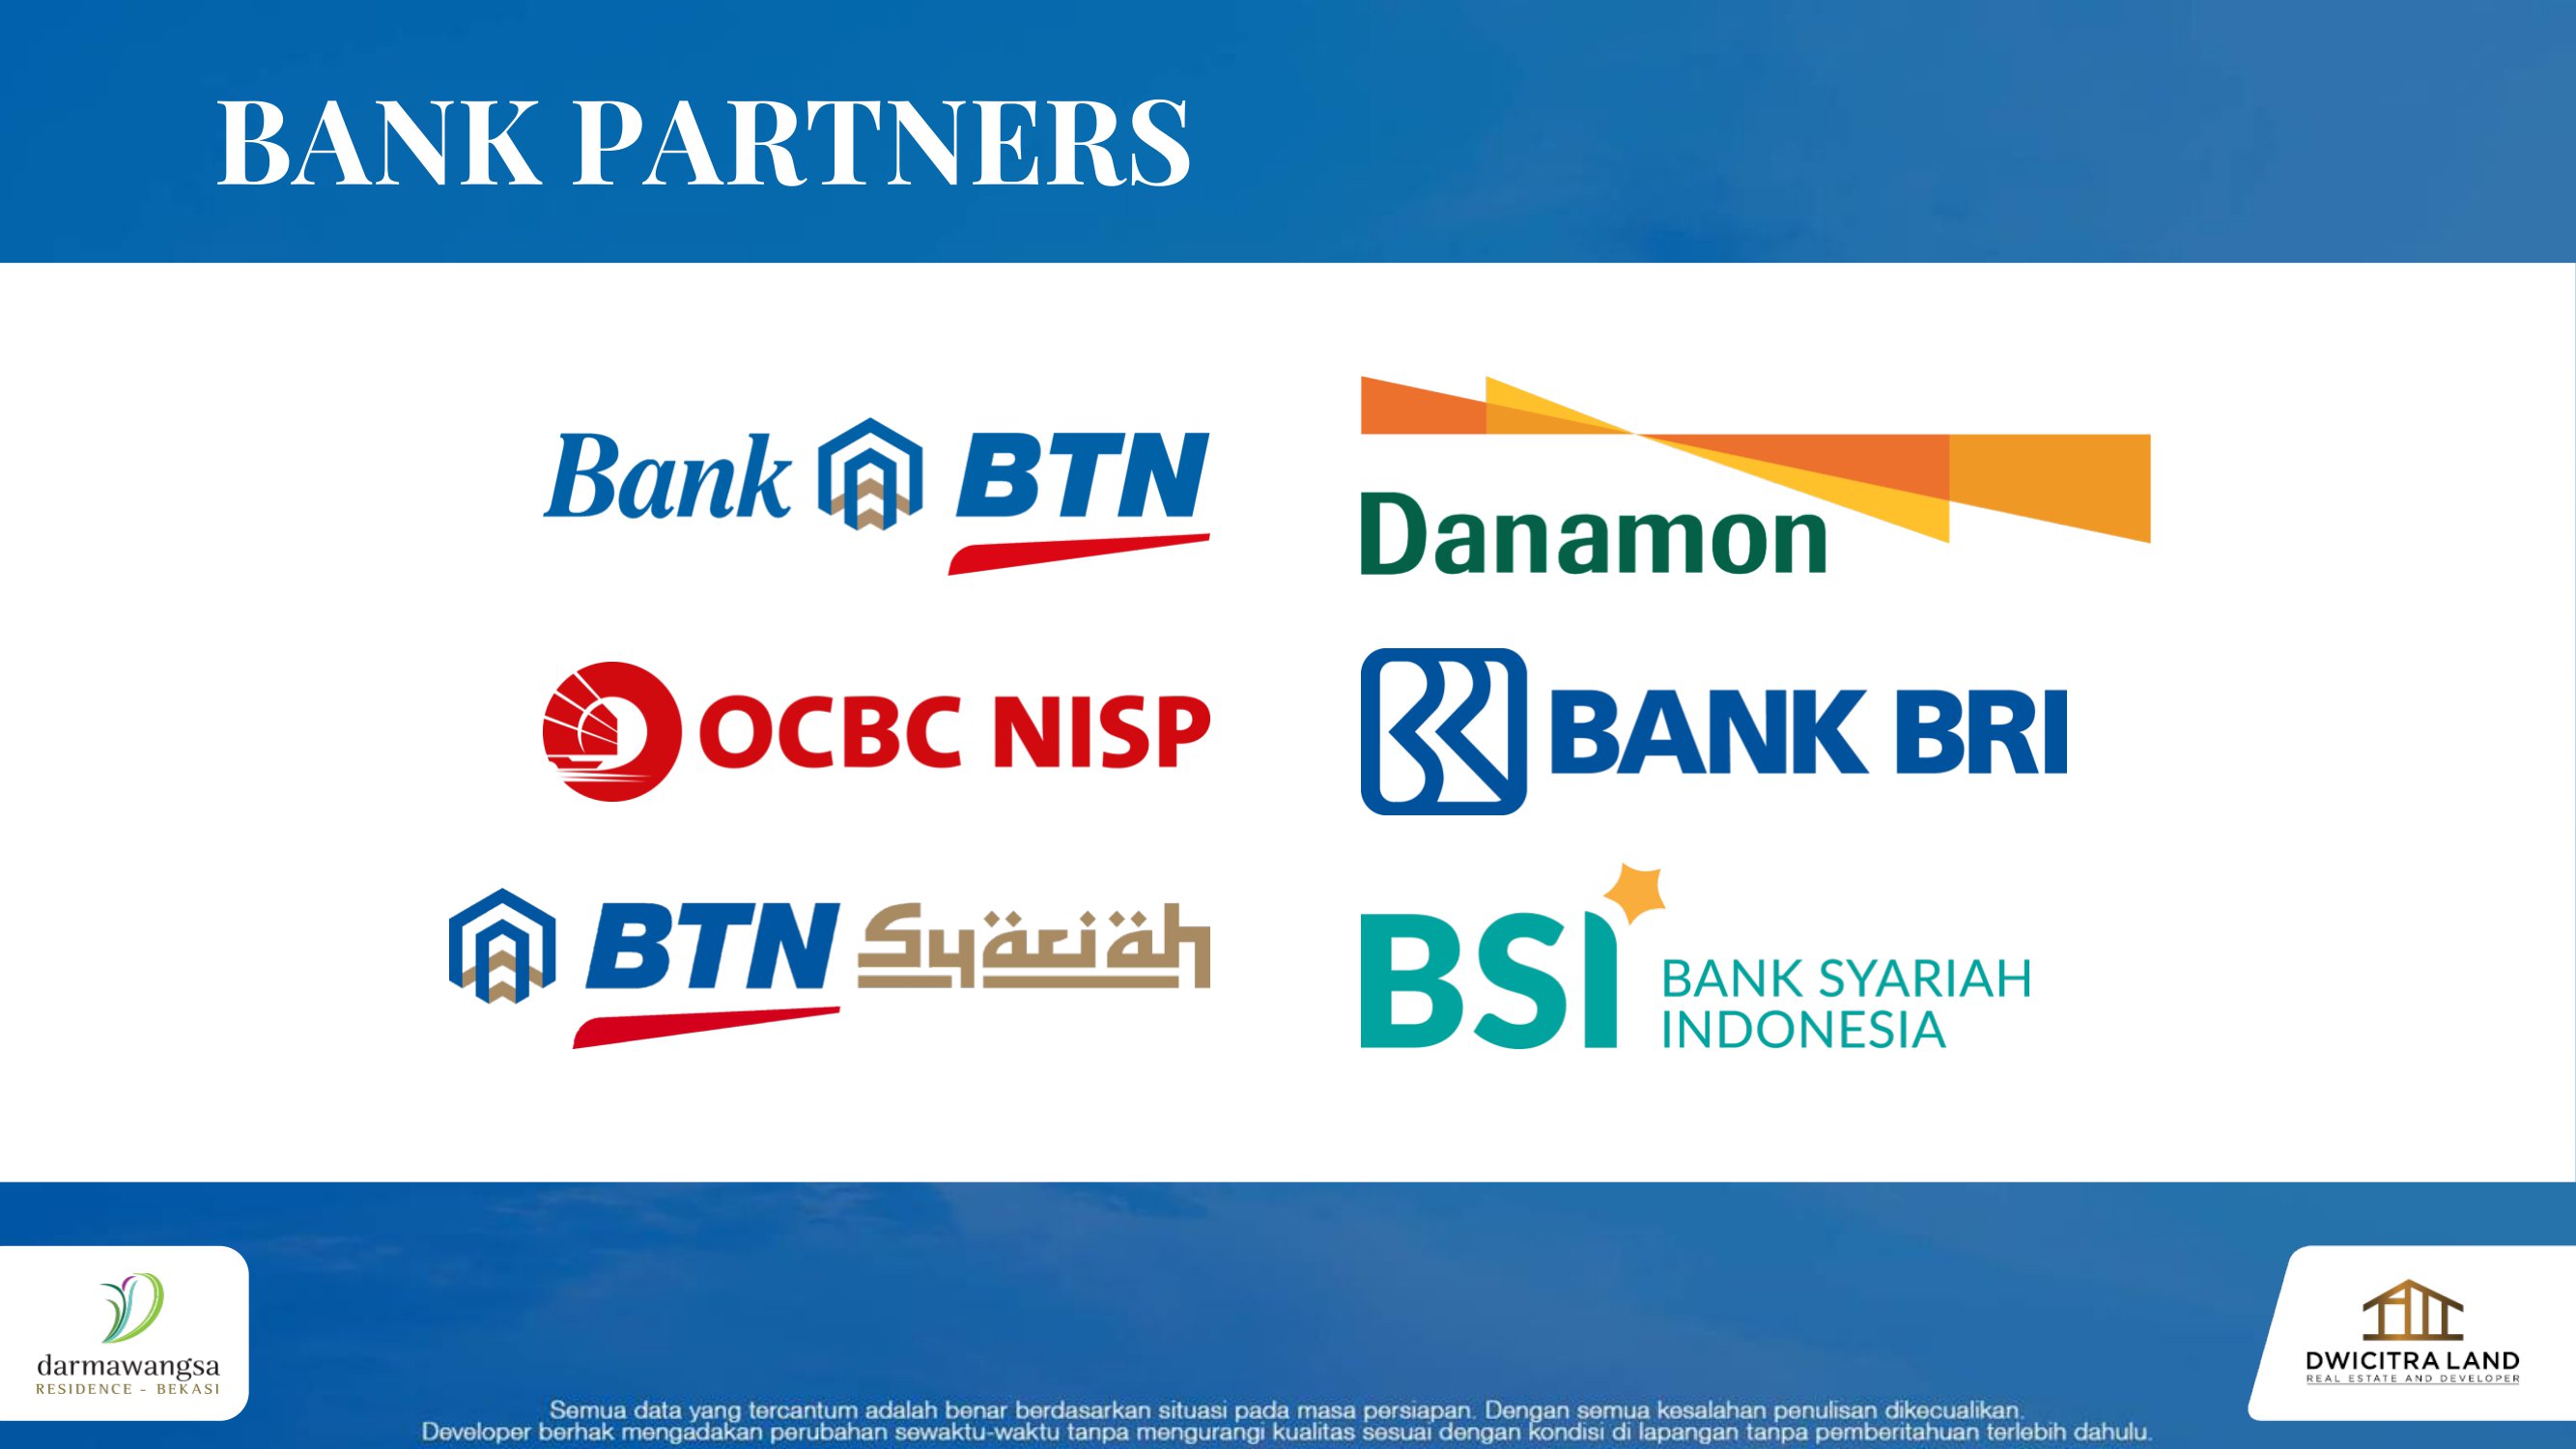 BANK PARTNERS
Bank BTN
Danamon
OCBC NISP
BANK BRI
BTN Syariah
BSI BANK SYARIAH
INDONESIA
darmawangsa
RESIDENCE - BEKASI
DWICITRA LAND
REAL ESTATE AND DEVELOPER
Semua data yang tercantum adalah benar berdasarkan situasi pada masa persiapan. Dengan semua kesalahan penulisan dikecualikan.
Developer berhak mengadakan perubahan sewaktu-waktu tanpa mengurangi kualitas sesuai dengan kondisi di lapangan tanpa pemberitahuan terlebih dahulu.